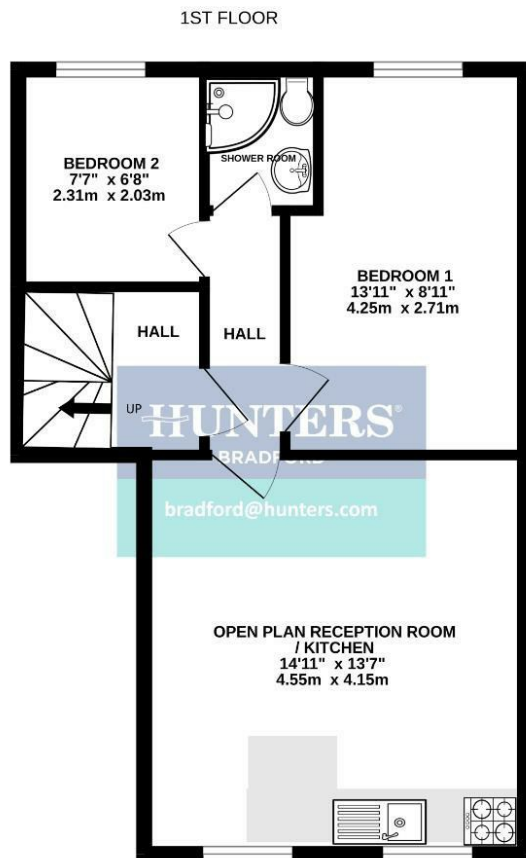 1ST FLOOR
BEDROOM 2
7'7" x 6'8"
2.31m x 2.03m
SHOWER ROOM
BEDROOM 1
13'11" x 8'11"
4.25m x 2.71m
HALL
HALL
UP
HUNTERS®
BRADFORD
bradford@hunters.com
OPEN PLAN RECEPTION ROOM
/ KITCHEN
14'11" x 13'7"
4.55m x 4.15m